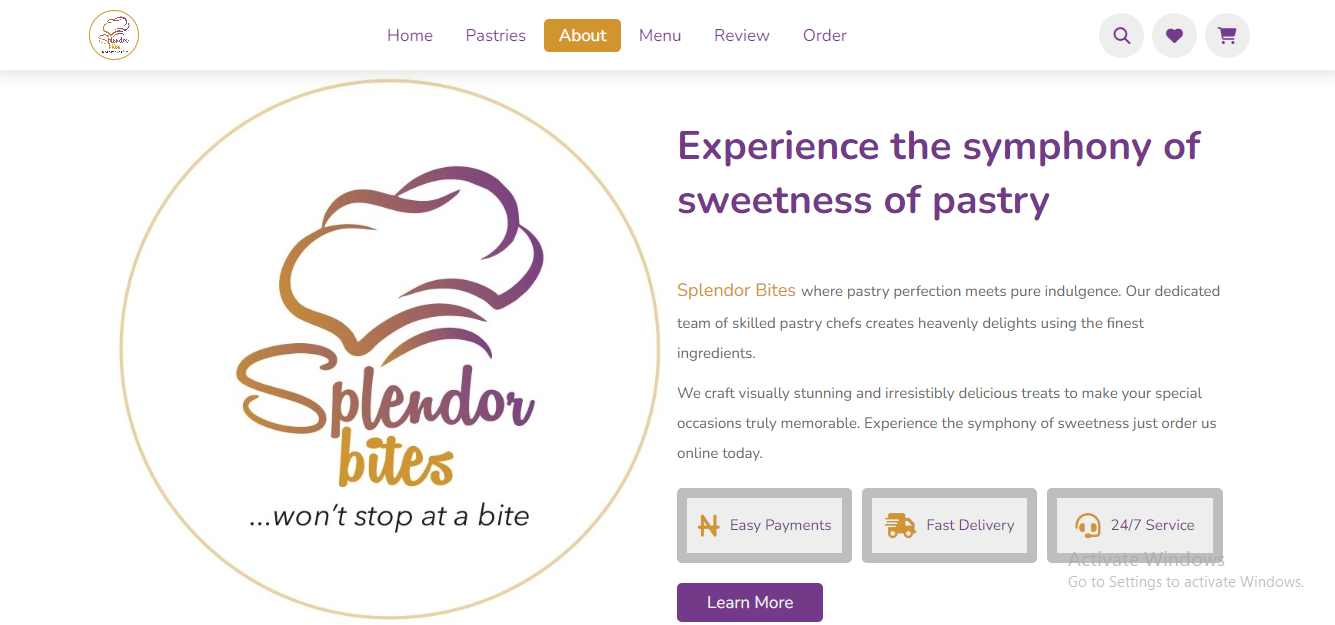 Splendor
bites
Home Pastries About Menu Review Order
Splendor
bites
...won't stop at a bite
Experience the symphony of
sweetness of pastry
Splendor Bites where pastry perfection meets pure indulgence. Our dedicated
team of skilled pastry chefs creates heavenly delights using the finest
ingredients.
We craft visually stunning and irresistibly delicious treats to make your special
occasions truly memorable. Experience the symphony of sweetness just order us
online today.
Easy Payments Fast Delivery 24/7 Service
Learn More
Activate Windows
Go to Settings to activate Windows.